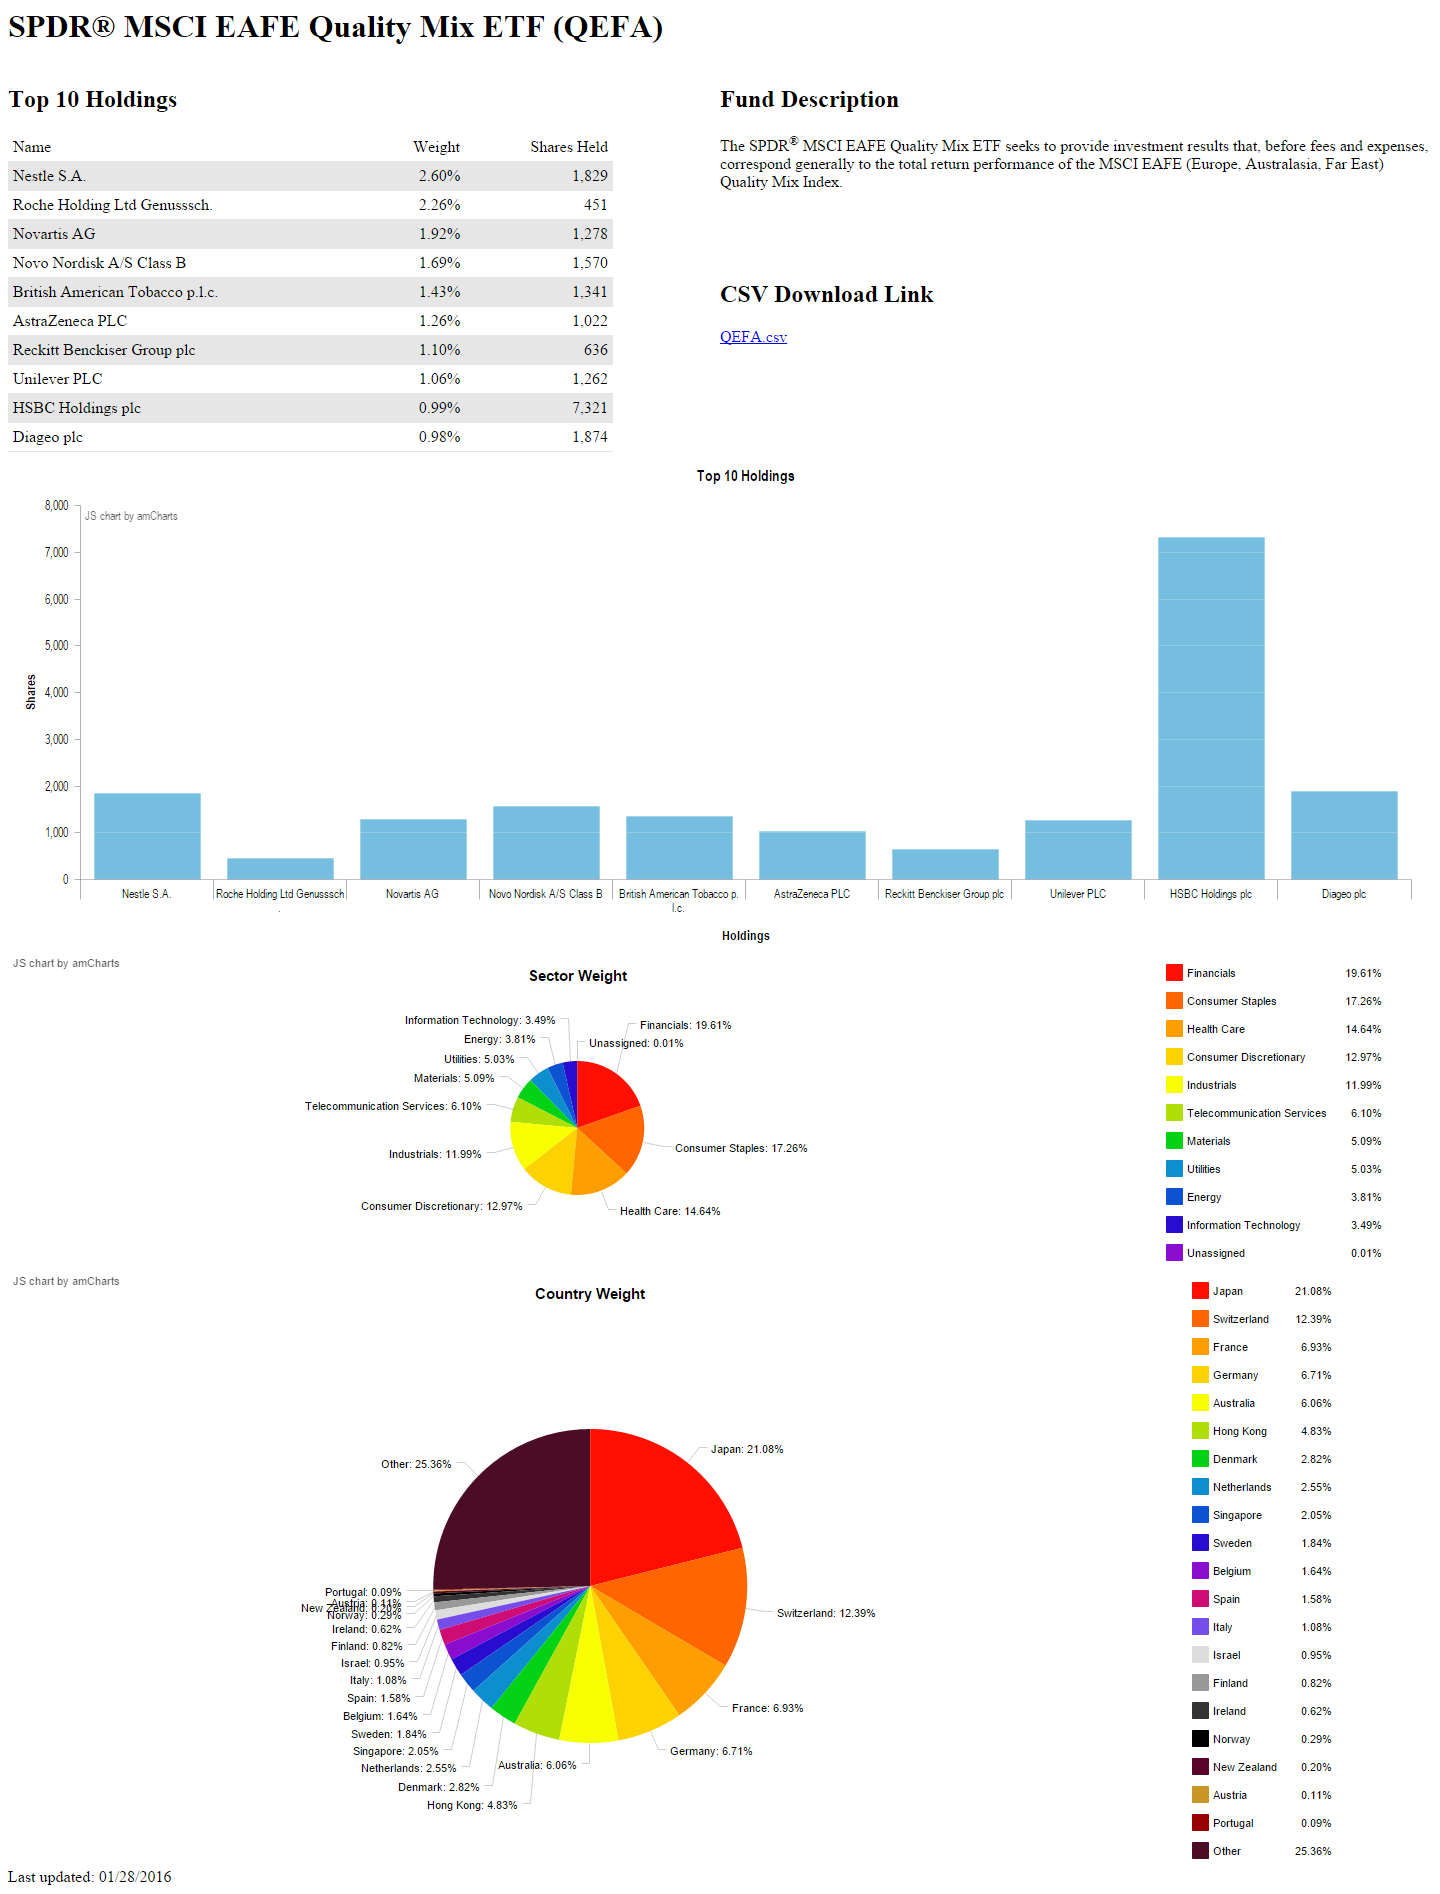 SPDR® MSCI EAFE Quality Mix ETF (QEFA)
Top 10 Holdings
Name Weight Shares Held
Nestle S.A. 2.60% 1,829
Roche Holding Ltd Genusssch. 2.26% 451
Novartis AG 1.92% 1,278
Novo Nordisk A/S Class B 1.69% 1,570
British American Tobacco p.l.c. 1.43% 1,341
AstraZeneca PLC 1.26% 1,022
Reckitt Benckiser Group plc 1.10% 636
Unilever PLC 1.06% 1,262
HSBC Holdings plc 0.99% 7,321
Diageo plc 0.98% 1,874
Fund Description
The SPDR® MSCI EAFE Quality Mix ETF seeks to provide investment results that, before fees and expenses,
correspond generally to the total return performance of the MSCI EAFE (Europe, Australasia, Far East)
Quality Mix Index.
CSV Download Link
QEFA.csv
Top 10 Holdings
JS chart by amCharts
8,000
7,000
6,000
5,000
4,000
3,000
2,000
1,000
0
Shares
Nestle S.A.
Roche Holding Ltd Genusssch
.
Novartis AG
Novo Nordisk A/S Class B
British American Tobacco p.
l.c.
AstraZeneca PLC
Reckitt Benckiser Group plc
Unilever PLC
HSBC Holdings plc
Diageo plc
Holdings
JS chart by amCharts
Sector Weight
Information Technology: 3.49%
Energy: 3.81%
Utilities: 5.03%
Materials: 5.09%
Telecommunication Services: 6.10%
Industrials: 11.99%
Consumer Discretionary: 12.97%
Financials: 19.61%
Unassigned: 0.01%
Consumer Staples: 17.26%
Health Care: 14.64%
Financials 19.61%
Consumer Staples 17.26%
Health Care 14.64%
Consumer Discretionary 12.97%
Industrials 11.99%
Telecommunication Services 6.10%
Materials 5.09%
Utilities 5.03%
Energy 3.81%
Information Technology 3.49%
Unassigned 0.01%
JS chart by amCharts
Country Weight
Other: 25.36%
Portugal: 0.09%
Austria: 0.11%
New Zealand: 0.20%
Norway: 0.29%
Ireland: 0.62%
Finland: 0.82%
Israel: 0.95%
Italy: 1.08%
Spain: 1.58%
Belgium: 1.64%
Sweden: 1.84%
Singapore: 2.05%
Netherlands: 2.55%
Denmark: 2.82%
Hong Kong: 4.83%
Australia: 6.06%
Japan: 21.08%
Switzerland: 12.39%
France: 6.93%
Germany: 6.71%
Japan 21.08%
Switzerland 12.39%
France 6.93%
Germany 6.71%
Australia 6.06%
Hong Kong 4.83%
Denmark 2.82%
Netherlands 2.55%
Singapore 2.05%
Sweden 1.84%
Belgium 1.64%
Spain 1.58%
Italy 1.08%
Israel 0.95%
Finland 0.82%
Ireland 0.62%
Norway 0.29%
New Zealand 0.20%
Austria 0.11%
Portugal 0.09%
Other 25.36%
Last updated: 01/28/2016